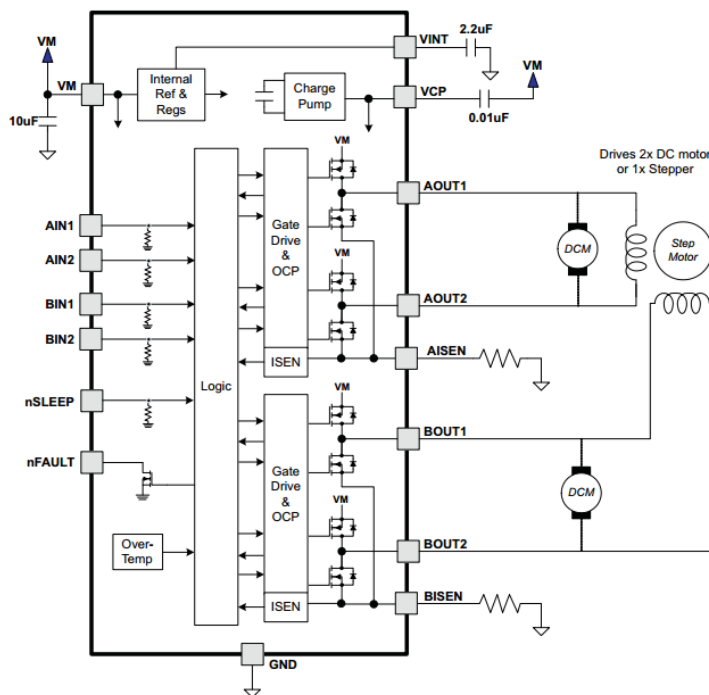 VM
VM
10uF
Internal
Ref &
Regs
Charge
Pump
VINT
2.2uF
VCP
VM
0.01uF
Drives 2x DC motor
or 1x Stepper
AIN1
AIN2
BIN1
BIN2
nSLEEP
nFAULT
Logic
Over-
Temp
VM
Gate
Drive
&
OCP
VM
ISEN
AOUT1
DCM
Step
Motor
AOUT2
AISEN
VM
Gate
Drive
&
OCP
VM
ISEN
BOUT1
DCM
BOUT2
BISEN
GND